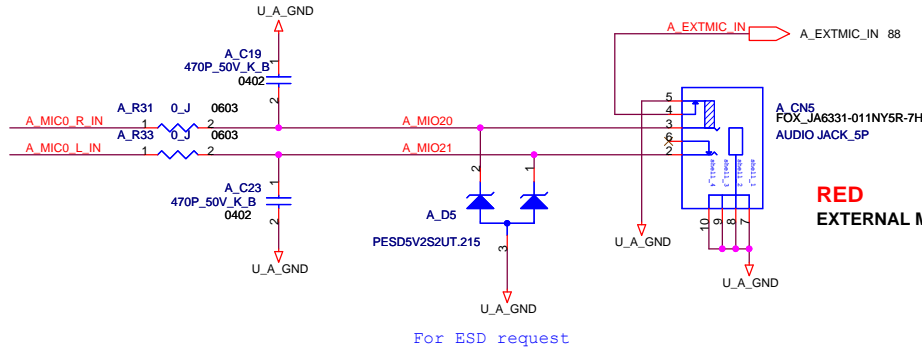 U_A_GND
A_EXTMIC_IN
A_EXTMIC_IN 88
A_C19
470P_50V_K_B
0402
1
2
5
4
3
6
2
A_CN5
FOX_JA6331-011NY5R-7H
AUDIO JACK_5P
A_R31 0_J 0603
A_MIC0_R_IN
1
2
A_MIO20
A_R33 0_J 0603
A_MIC0_L_IN
1
2
A_MIO21
shell_4
shell_3
shell_2
shell_1
A_C23
470P_50V_K_B
0402
1
2
2
1
A_D5
PESD5V2S2UT.215
3
RED
EXTERNAL M
10
9
8
7
U_A_GND
U_A_GND
U_A_GND
U_A_GND
For ESD request